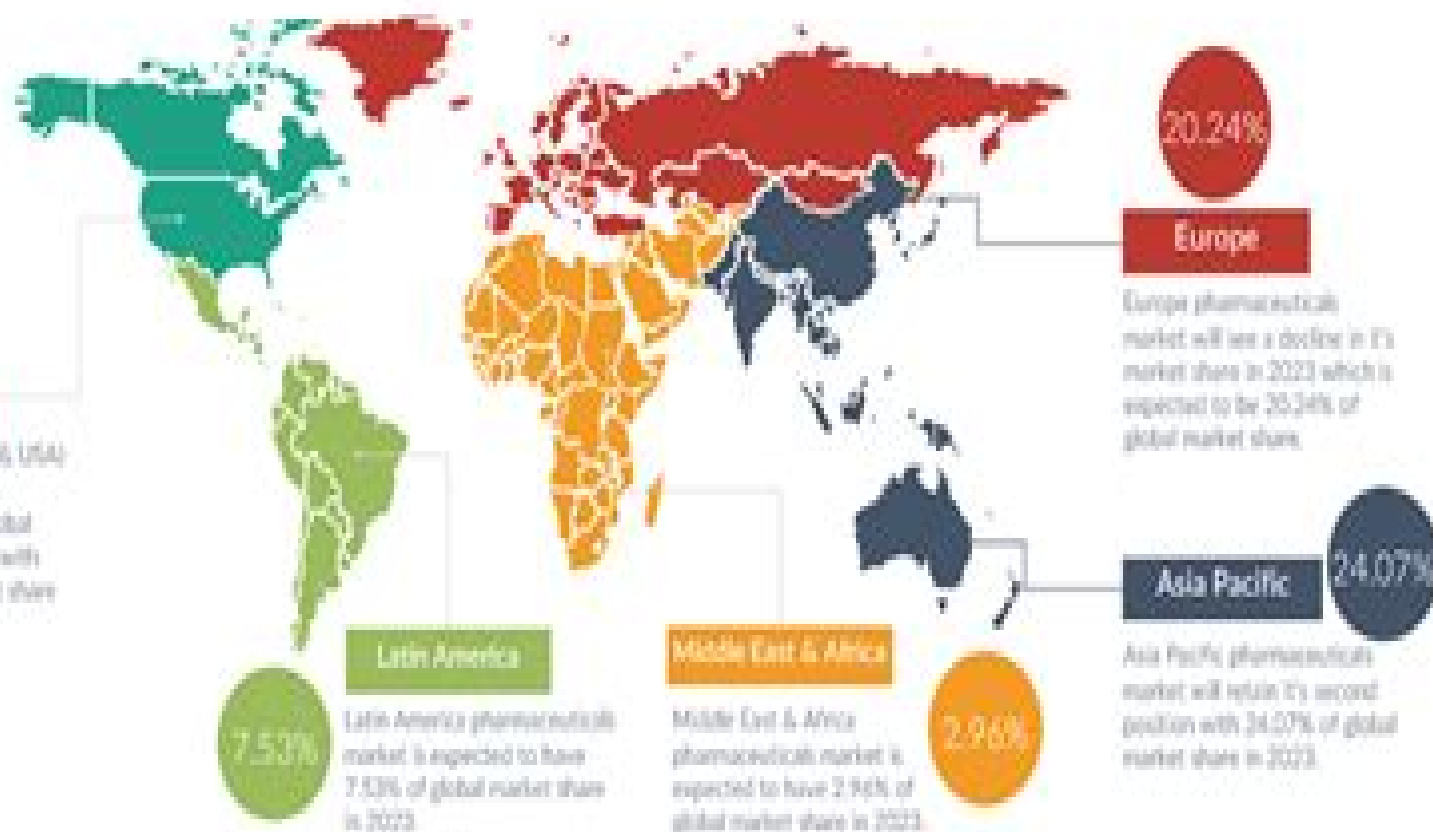 20.24%
Europe
Europe pharmaceuticals
market will see a decline in it's
market share in 2023 which is
expected to be 20.24% of
global market share.
& USA)
with
share
24.07%
Asia Pacific
Asia Pacific pharmaceuticals
market will retain it's second
position with 24.07% of global
market share in 2023.
Latin America
7.53%
Latin America pharmaceuticals
market is expected to have
7.53% of global market share
in 2023.
Middle East & Africa
2.96%
Middle East & Africa
pharmaceuticals market is
expected to have 2.96% of
global market share in 2023.